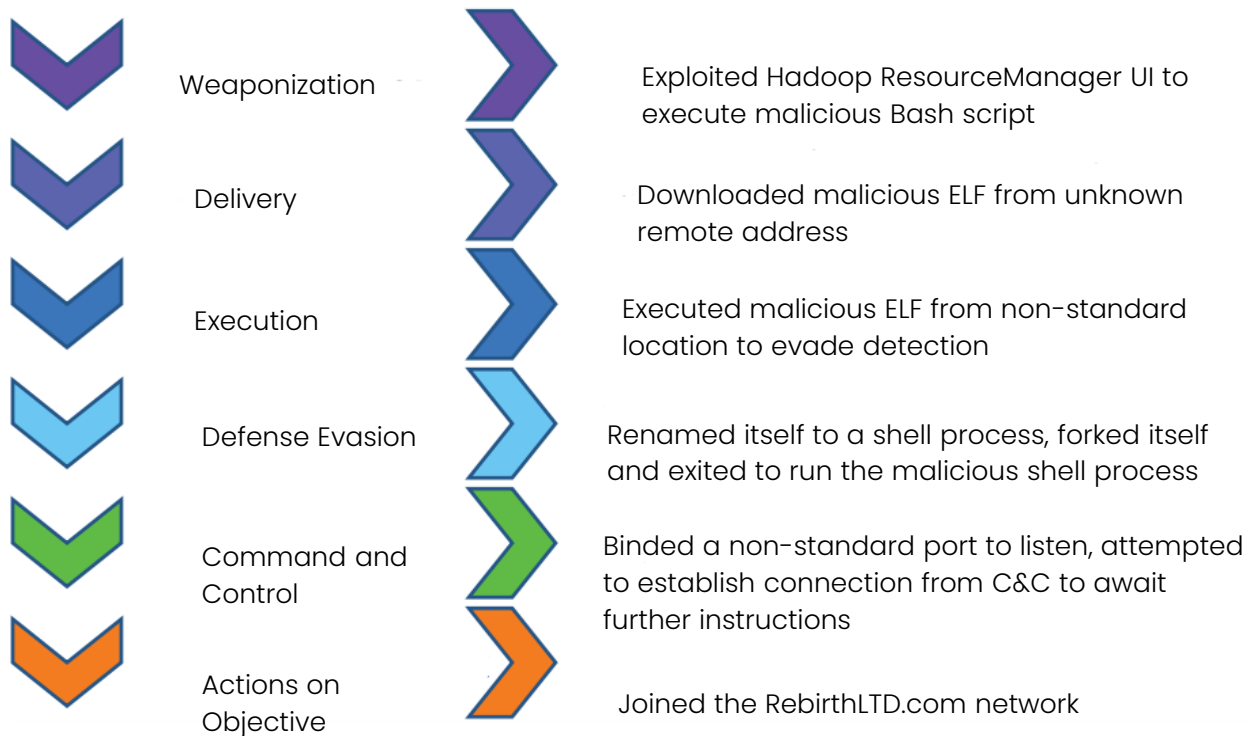 Weaponization
Exploited Hadoop ResourceManager UI to
execute malicious Bash script
Delivery
Downloaded malicious ELF from unknown
remote address
Execution
Executed malicious ELF from non-standard
location to evade detection
Defense Evasion
Renamed itself to a shell process, forked itself
and exited to run the malicious shell process
Command and
Control
Binded a non-standard port to listen, attempted
to establish connection from C&C to await
further instructions
Actions on
Objective
Joined the RebirthLTD.com network